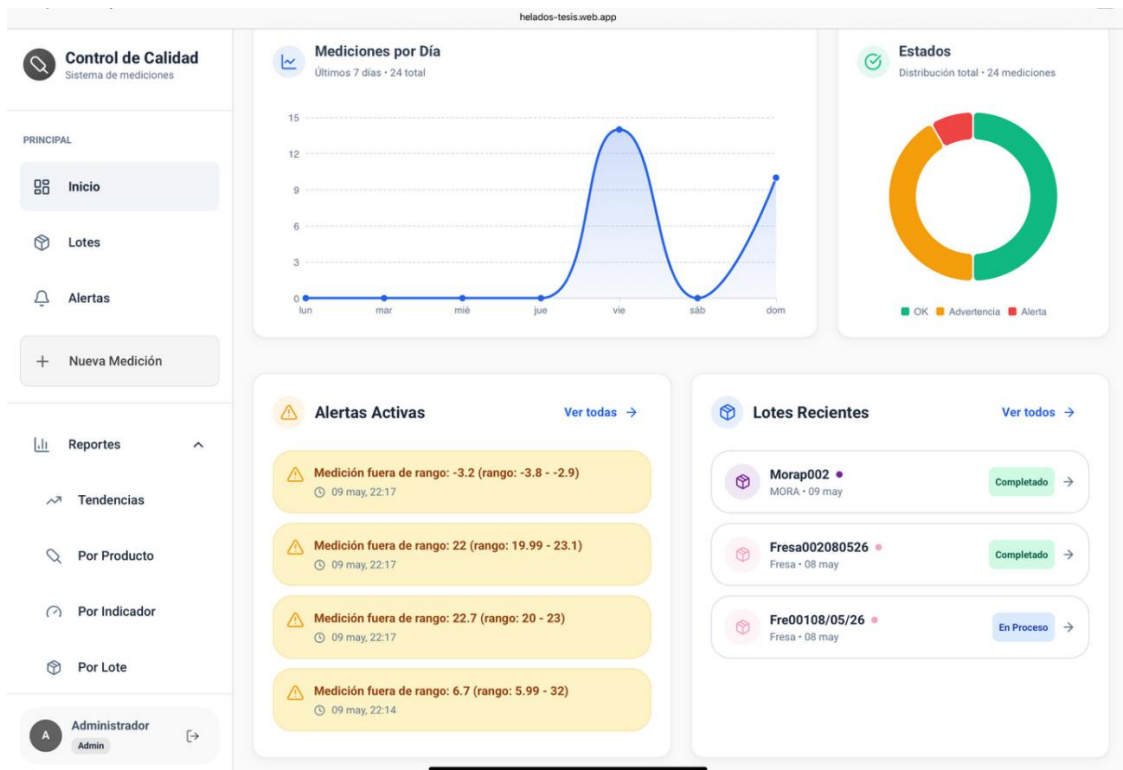 helados-tesis.web.app
Control de Calidad
Sistema de mediciones
PRINCIPAL
Inicio
Lotes
Alertas
Nueva Medición
Reportes
Tendencias
Por Producto
Por Indicador
Por Lote
A
Administrador
Admin
Mediciones por Día
Últimos 7 días • 24 total
15
12
9
6
3
0
lun mar mié jue vie sáb dom
Estados
Distribución total • 24 mediciones
OK Advertencia Alerta
Alertas Activas
Ver todas →
Medición fuera de rango: -3.2 (rango: -3.8 - -2.9)
09 may, 22:17
Medición fuera de rango: 22 (rango: 19.99 - 23.1)
09 may, 22:17
Medición fuera de rango: 22.7 (rango: 20 - 23)
09 may, 22:17
Medición fuera de rango: 6.7 (rango: 5.99 - 32)
09 may, 22:14
Lotes Recientes
Ver todos →
Morap002
MORA • 09 may
Completado →
Fresa002080526
Fresa • 08 may
Completado →
Fre00108/05/26
Fresa • 08 may
En Proceso →